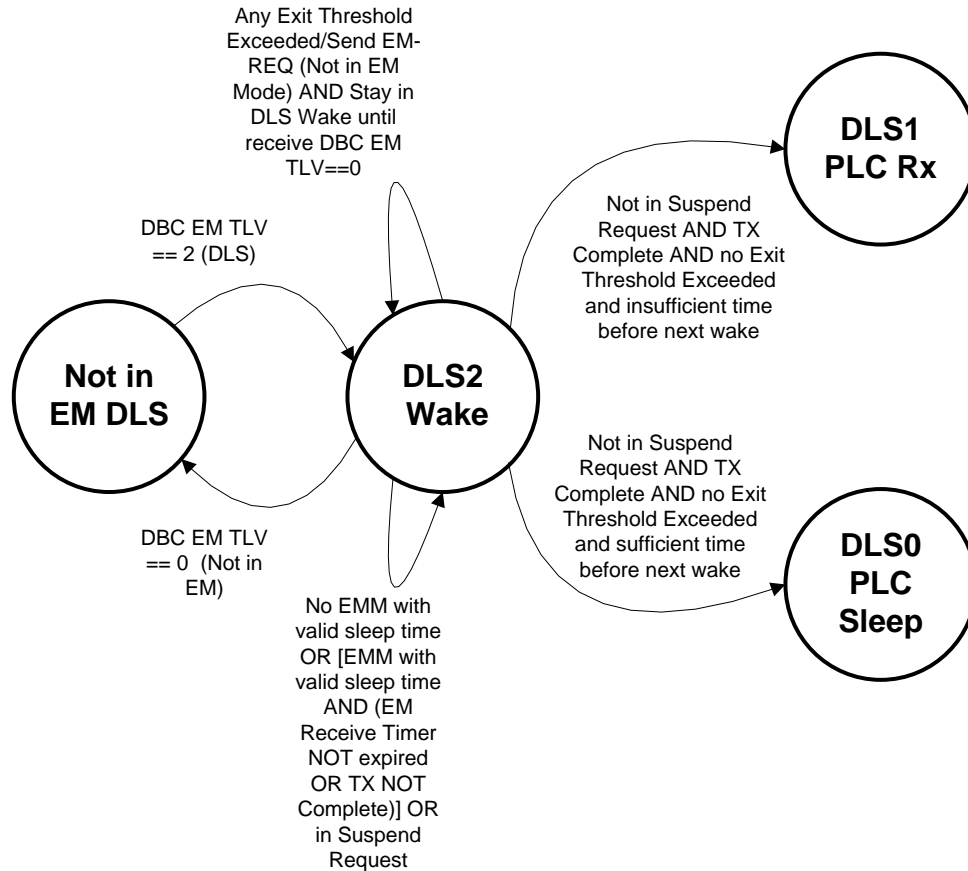 Any Exit Threshold
Exceeded/Send EM-
REQ (Not in EM
Mode) AND Stay in
DLS Wake until
receive DBC EM
TLV==0
DLS1
PLC Rx
Not in Suspend
Request AND TX
Complete AND no Exit
Threshold Exceeded
and insufficient time
before next wake
DBC EM TLV
== 2 (DLS)
Not in
EM DLS
DLS2
Wake
DBC EM TLV
== 0 (Not in
EM)
Not in Suspend
Request AND TX
Complete AND no Exit
Threshold Exceeded
and sufficient time
before next wake
DLS0
PLC
Sleep
No EMM with
valid sleep time
OR [EMM with
valid sleep time
AND (EM
Receive Timer
NOT expired
OR TX NOT
Complete)] OR
in Suspend
Request